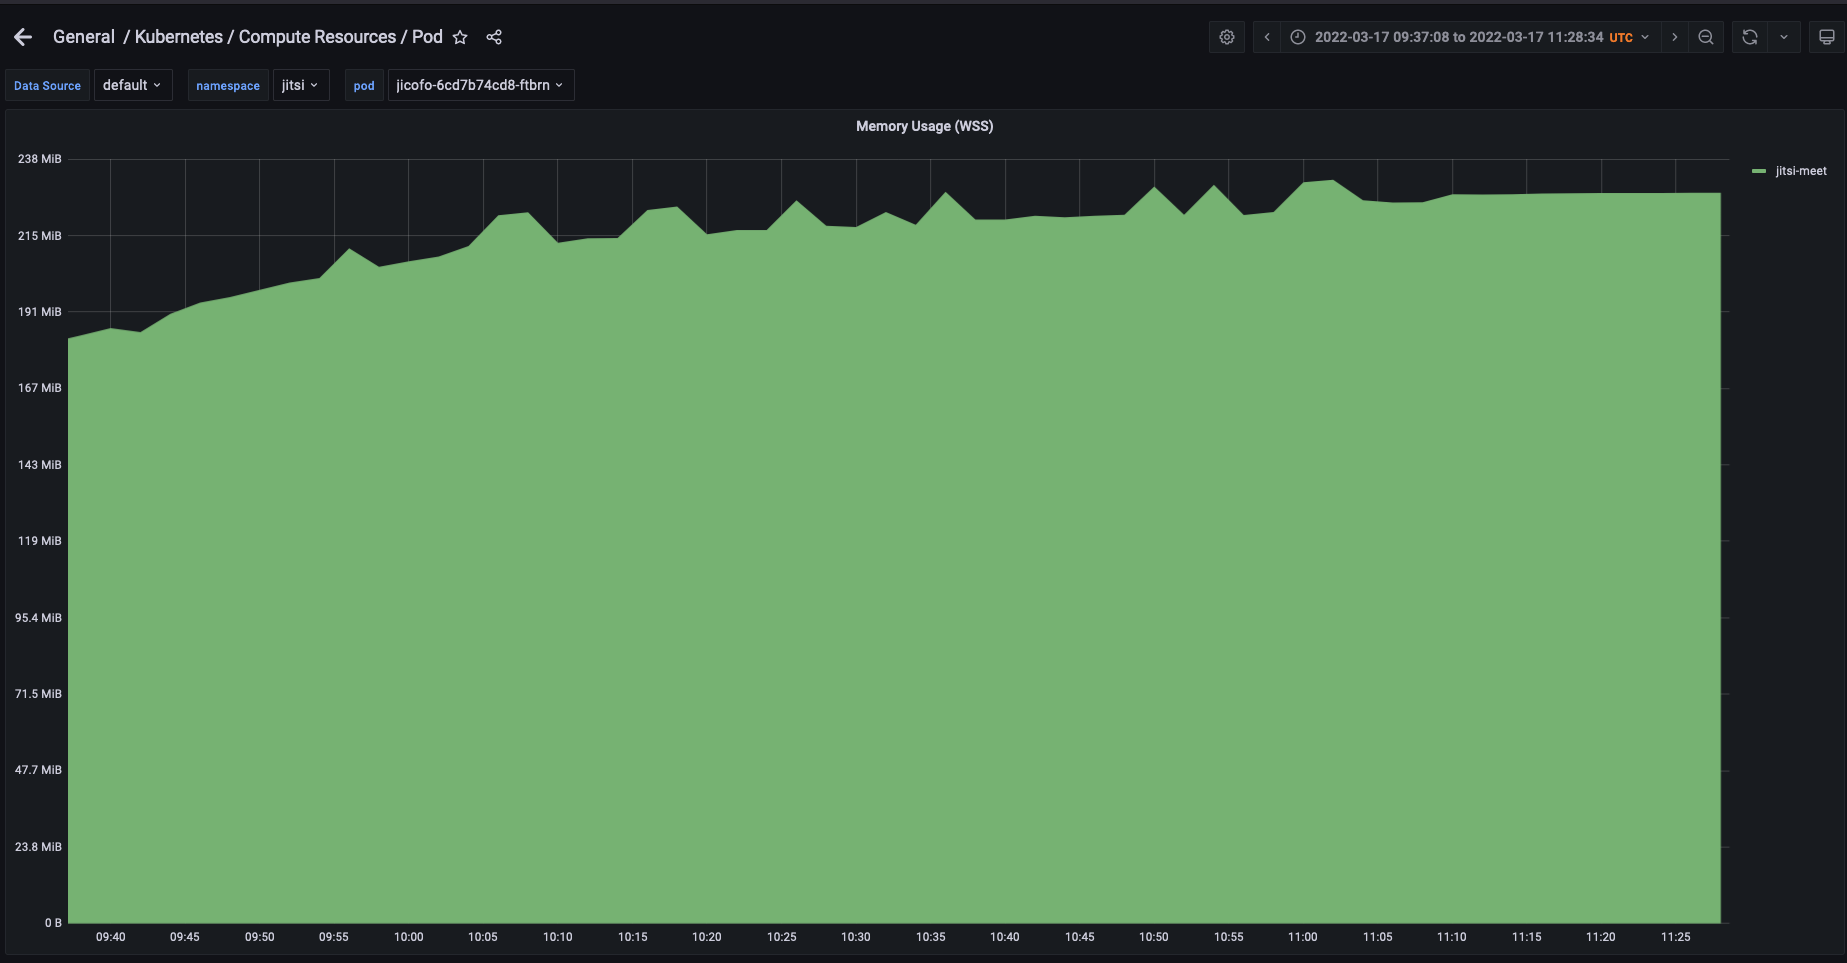 General / Kubernetes / Compute Resources / Pod
2022-03-17 09:37:08 to 2022-03-17 11:28:34 UTC
Data Source default namespace jitsi pod jicofo-6cd7b74cd8-ftbrn
Memory Usage (WSS)
238 MiB
jitsi-meet
215 MiB
191 MiB
167 MiB
143 MiB
119 MiB
95.4 MiB
71.5 MiB
47.7 MiB
23.8 MiB
0 B
09:40 09:45 09:50 09:55 10:00 10:05 10:10 10:15 10:20 10:25 10:30 10:35 10:40 10:45 10:50 10:55 11:00 11:05 11:10 11:15 11:20 11:25